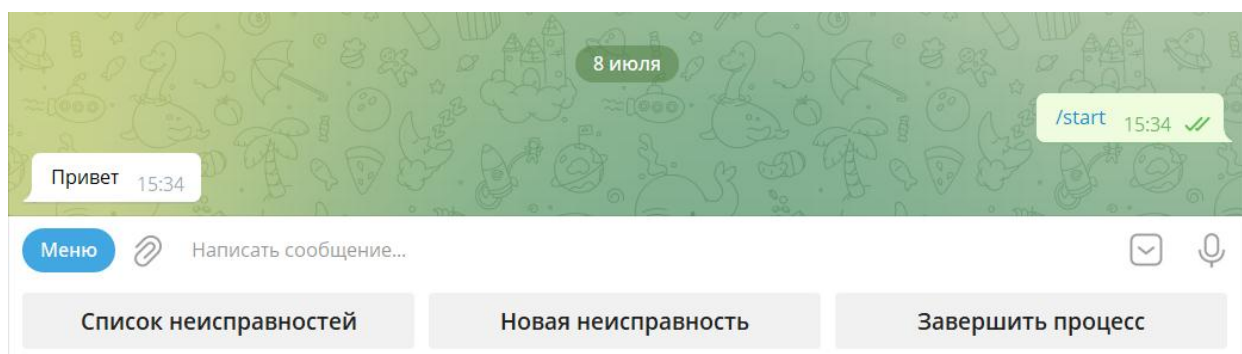 8 июля
/start 15:34
Привет 15:34
Меню Написать сообщение...
Список неисправностей Новая неисправность Завершить процесс